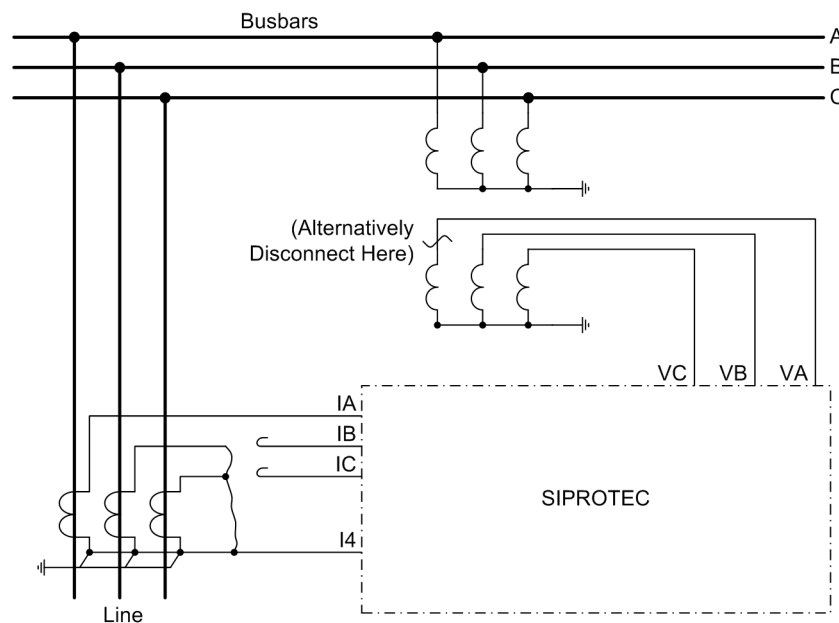 Busbars
A
B
C
(Alternatively
Disconnect Here)
VC VB VA
IA
IB
IC
SIPROTEC
I4
Line